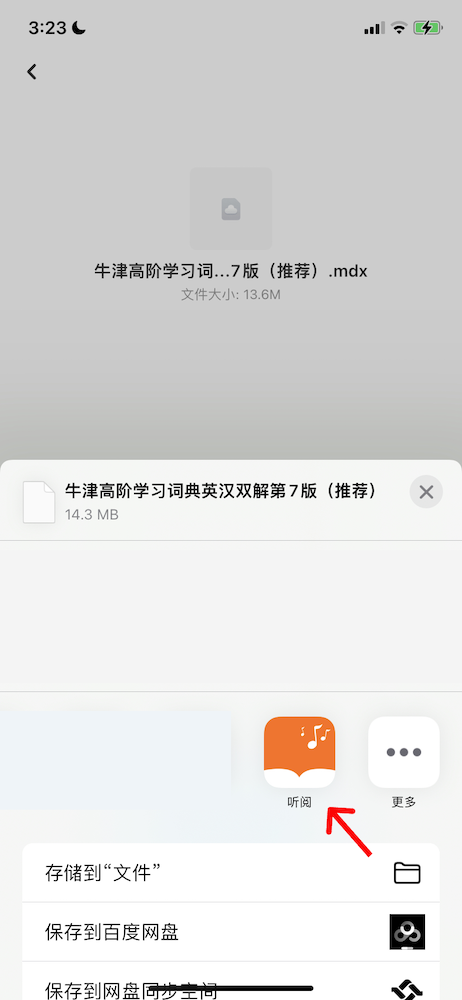 3:23
牛津高阶学习词...7版（推荐）.mdx
文件大小: 13.6M
牛津高阶学习词典英汉双解第7版（推荐）
14.3 MB
听阅
更多
存储到“文件”
保存到百度网盘
保存到网盘同步空间